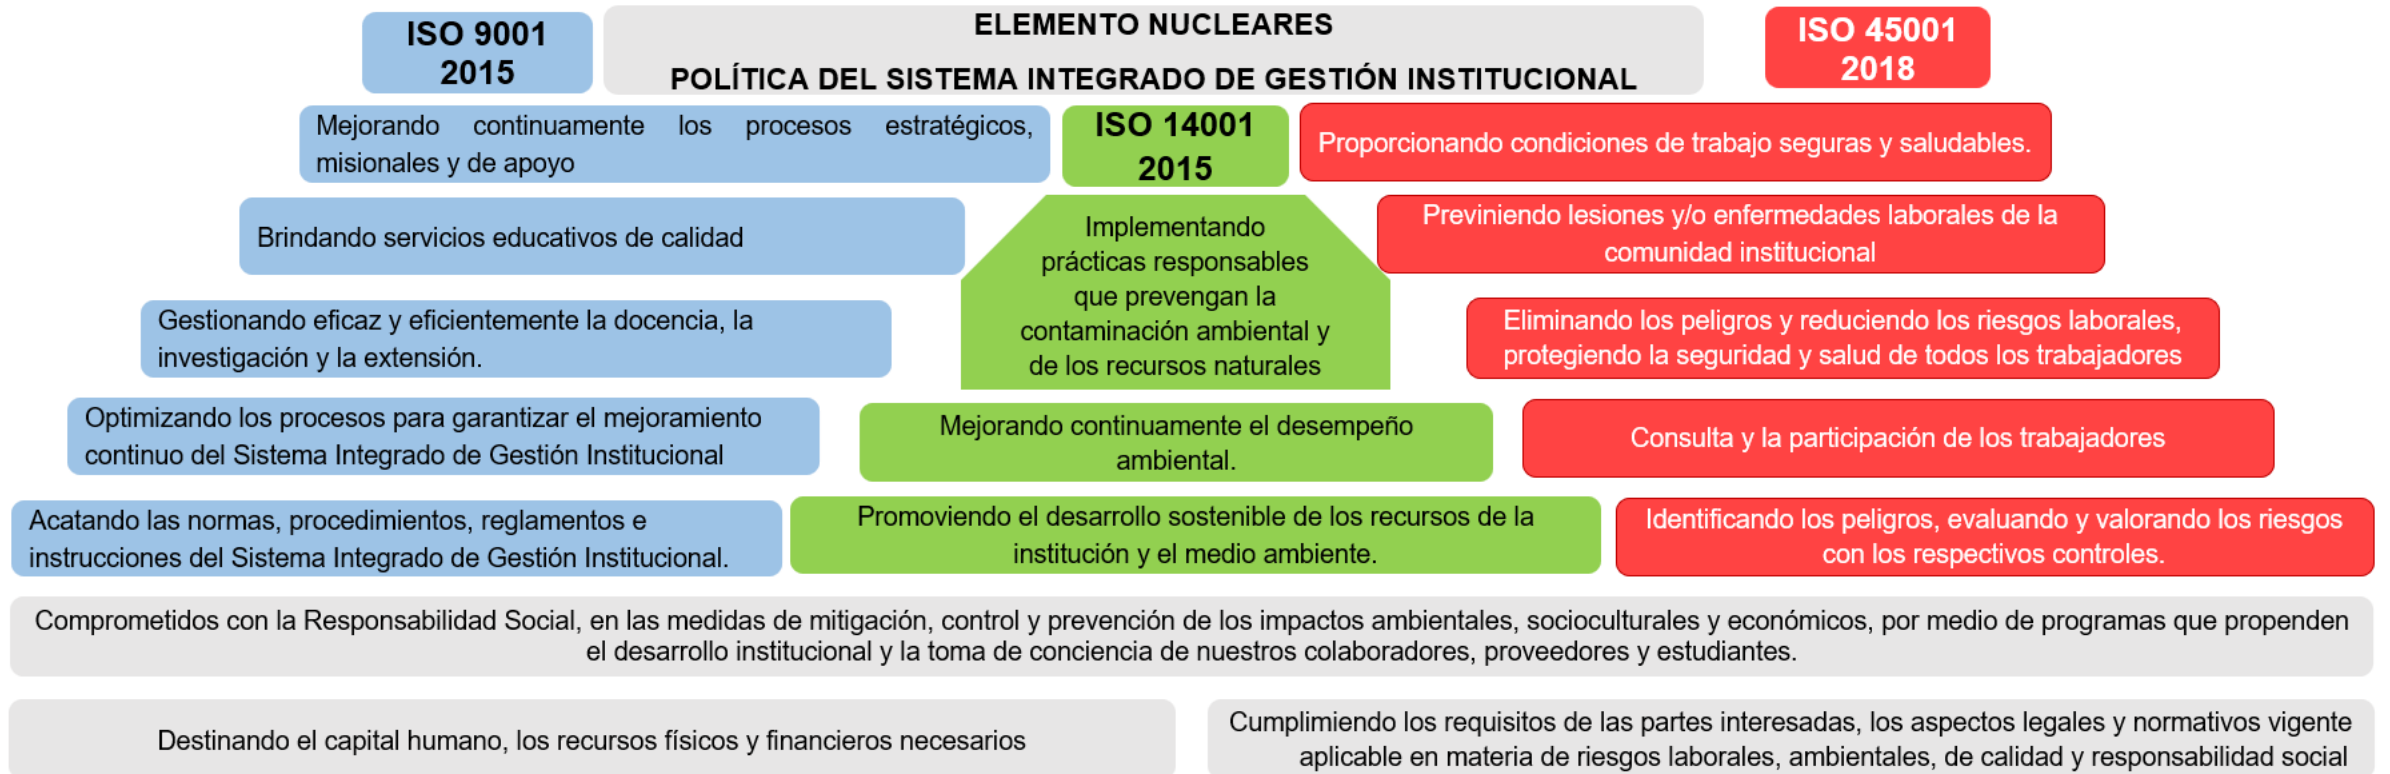 ISO 9001
2015
ELEMENTO NUCLEARES
POLÍTICA DEL SISTEMA INTEGRADO DE GESTIÓN INSTITUCIONAL
ISO 45001
2018
Mejorando continuamente los procesos estratégicos,
misionales y de apoyo
ISO 14001
2015
Proporcionando condiciones de trabajo seguras y saludables.
Brindando servicios educativos de calidad
Implementando
prácticas responsables
que prevengan la
contaminación ambiental y
de los recursos naturales
Previniendo lesiones y/o enfermedades laborales de la
comunidad institucional
Gestionando eficaz y eficientemente la docencia, la
investigación y la extensión.
Eliminando los peligros y reduciendo los riesgos laborales,
protegiendo la seguridad y salud de todos los trabajadores
Optimizando los procesos para garantizar el mejoramiento
continuo del Sistema Integrado de Gestión Institucional
Mejorando continuamente el desempeño
ambiental.
Consulta y la participación de los trabajadores
Acatando las normas, procedimientos, reglamentos e
instrucciones del Sistema Integrado de Gestión Institucional.
Promoviendo el desarrollo sostenible de los recursos de la
institución y el medio ambiente.
Identificando los peligros, evaluando y valorando los riesgos
con los respectivos controles.
Comprometidos con la Responsabilidad Social, en las medidas de mitigación, control y prevención de los impactos ambientales, socioculturales y económicos, por medio de programas que propenden
el desarrollo institucional y la toma de conciencia de nuestros colaboradores, proveedores y estudiantes.
Destinando el capital humano, los recursos físicos y financieros necesarios
Cumplimiendo los requisitos de las partes interesadas, los aspectos legales y normativos vigente
aplicable en materia de riesgos laborales, ambientales, de calidad y responsabilidad social